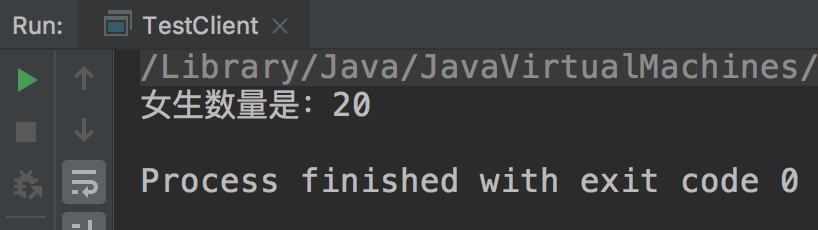 Run: TestClient
/Library/Java/JavaVirtualMachines/
女生数量是：20
Process finished with exit code 0